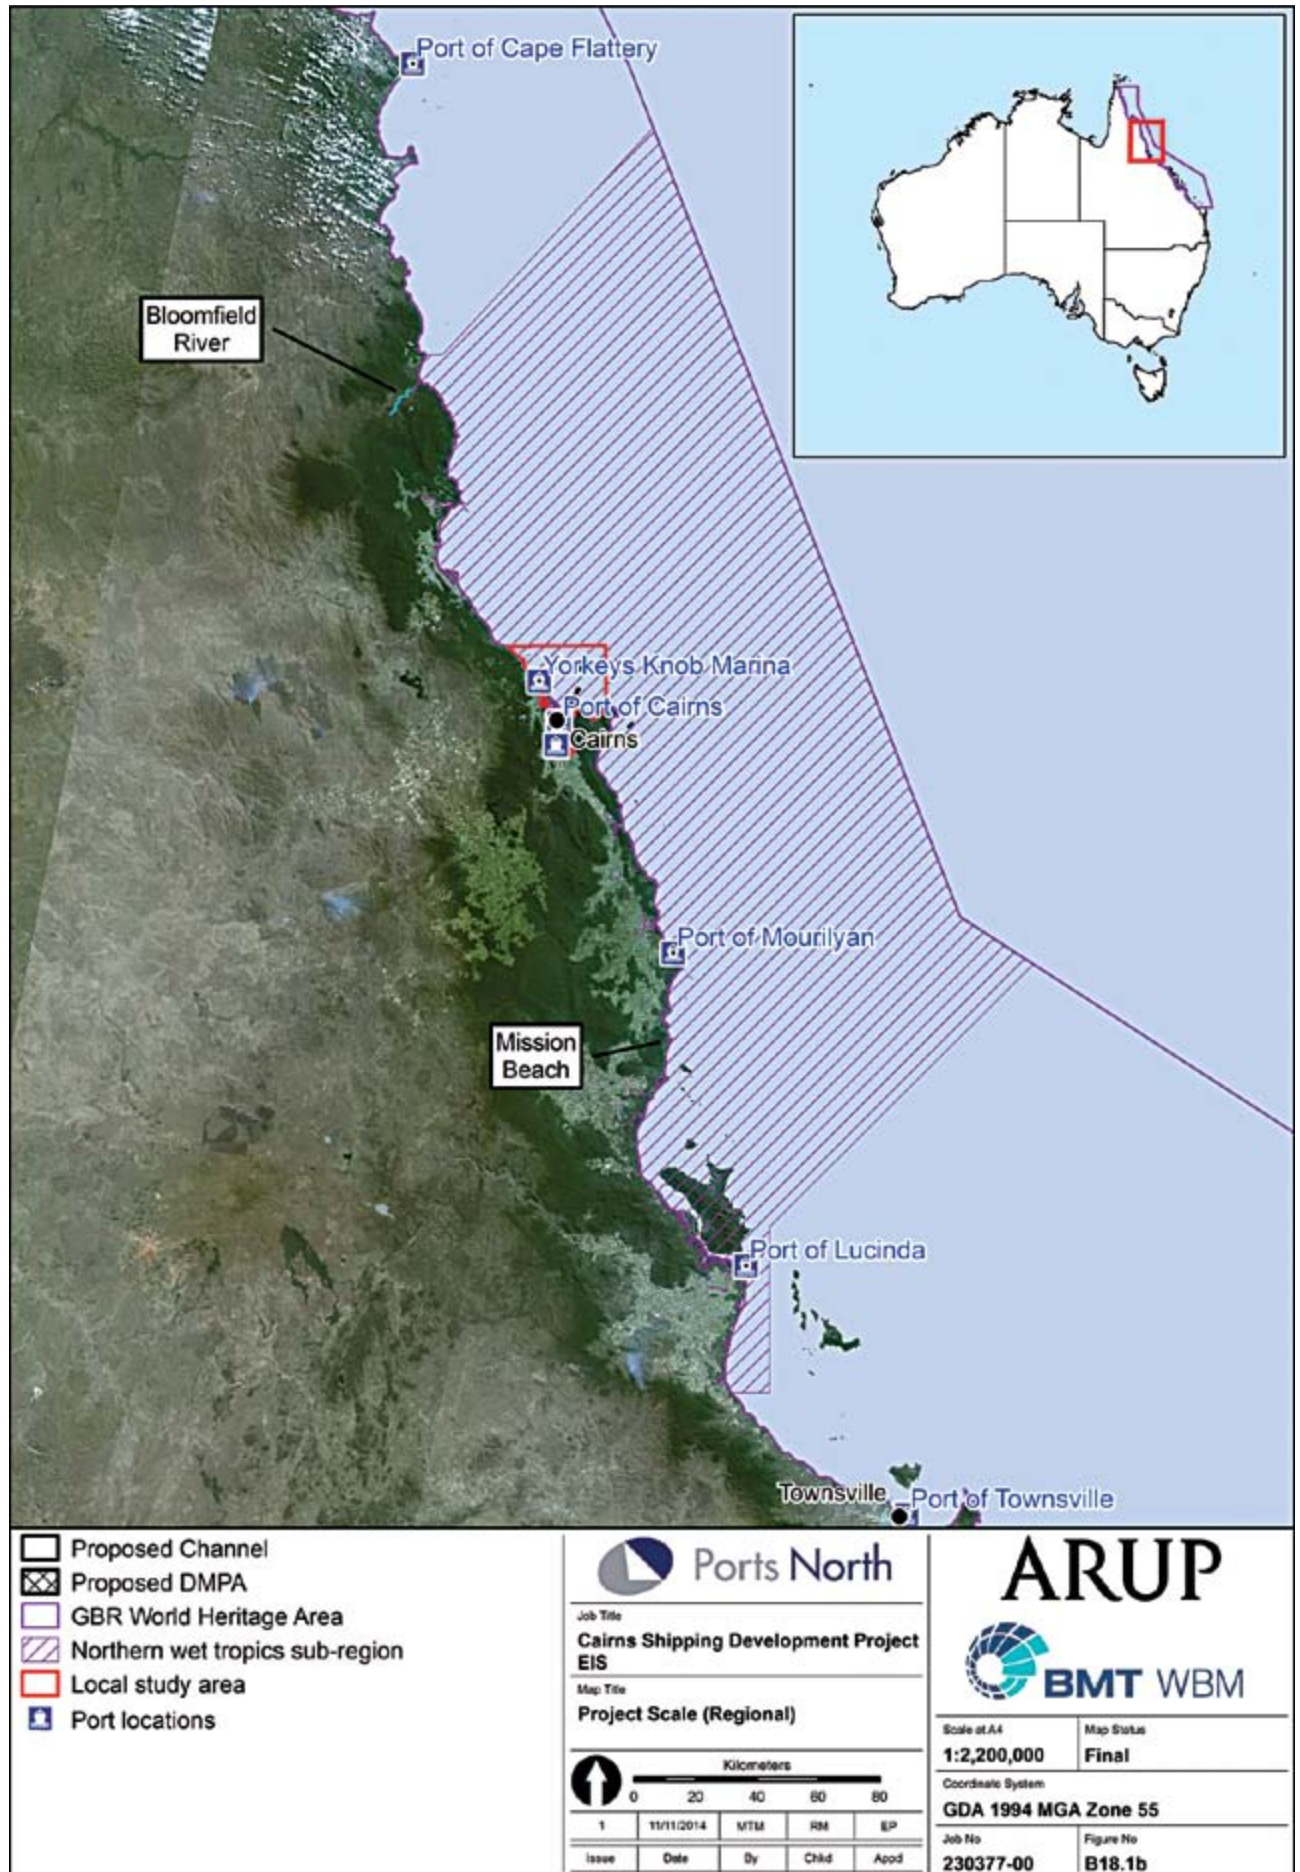 Port of Cape Flattery
Bloomfield
River
Yorkeys Knob Marina
Port of Cairns
Cairns
Port of Mourilyan
Mission
Beach
Port of Lucinda
Townsville
Port of Townsville
Proposed Channel
Proposed DMPA
GBR World Heritage Area
Northern wet tropics sub-region
Local study area
Port locations
Ports North
Job Title
Cairns Shipping Development Project
EIS
Map Title
Project Scale (Regional)
Kilometers
0 20 40 60 80
1 11/11/2014 MTM RM EP
Issue Date By Chkd Appd
ARUP
BMT WBM
Scale at A4 Map Status
1:2,200,000 Final
Coordinate System
GDA 1994 MGA Zone 55
Job No Figure No
230377-00 B18.1b